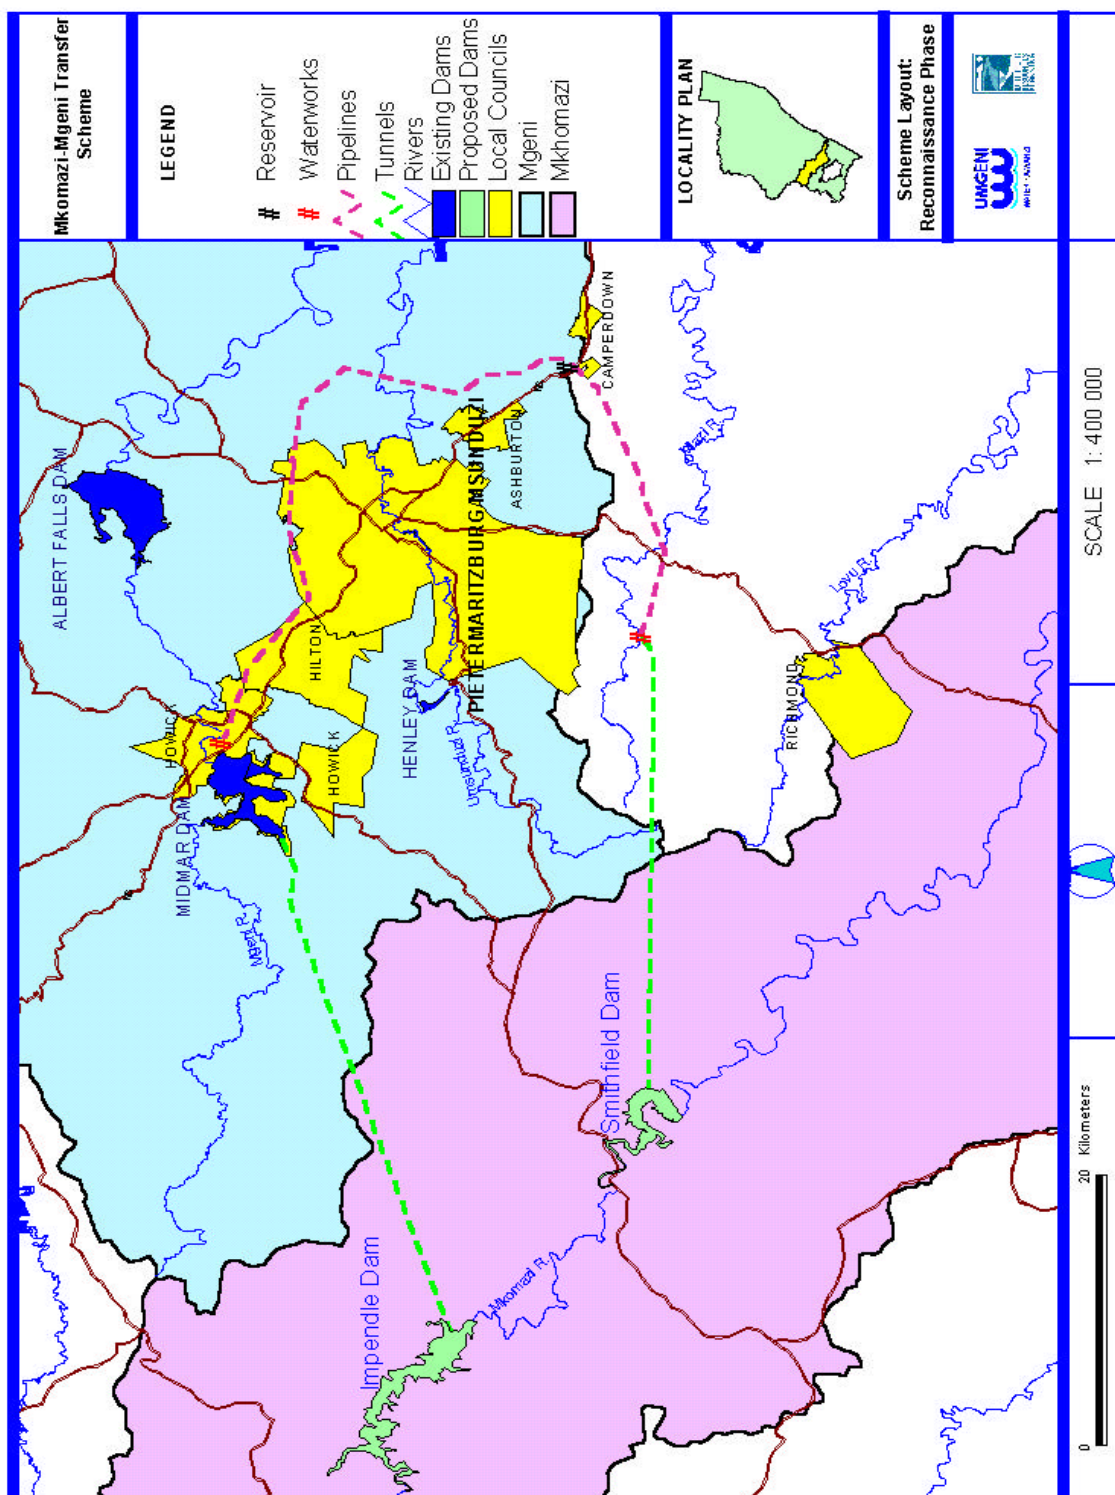 Mkomazi-Mgeni Transfer
Scheme
LEGEND
# Reservoir
# Waterworks
Pipelines
Tunnels
Rivers
Existing Dams
Proposed Dams
Local Councils
Mgeni
Mkhomazi
LOCALITY PLAN
Scheme Layout:
Reconnaissance Phase
UMGENI
ALBERT FALLS DAM
HOWICK
MIDMAR DAM
HILTON
HOWICK
HENLEY DAM
PIETERMARITZBURG/MSUNDUZI
ASHBURTON
CAMPERDOWN
Mgeni R.
Umsunduzi R.
RICHMOND
Lovu R.
Smithfield Dam
Impendle Dam
Mkomazi R.
#
#
#
SCALE 1: 400 000
0 20 Kilometers